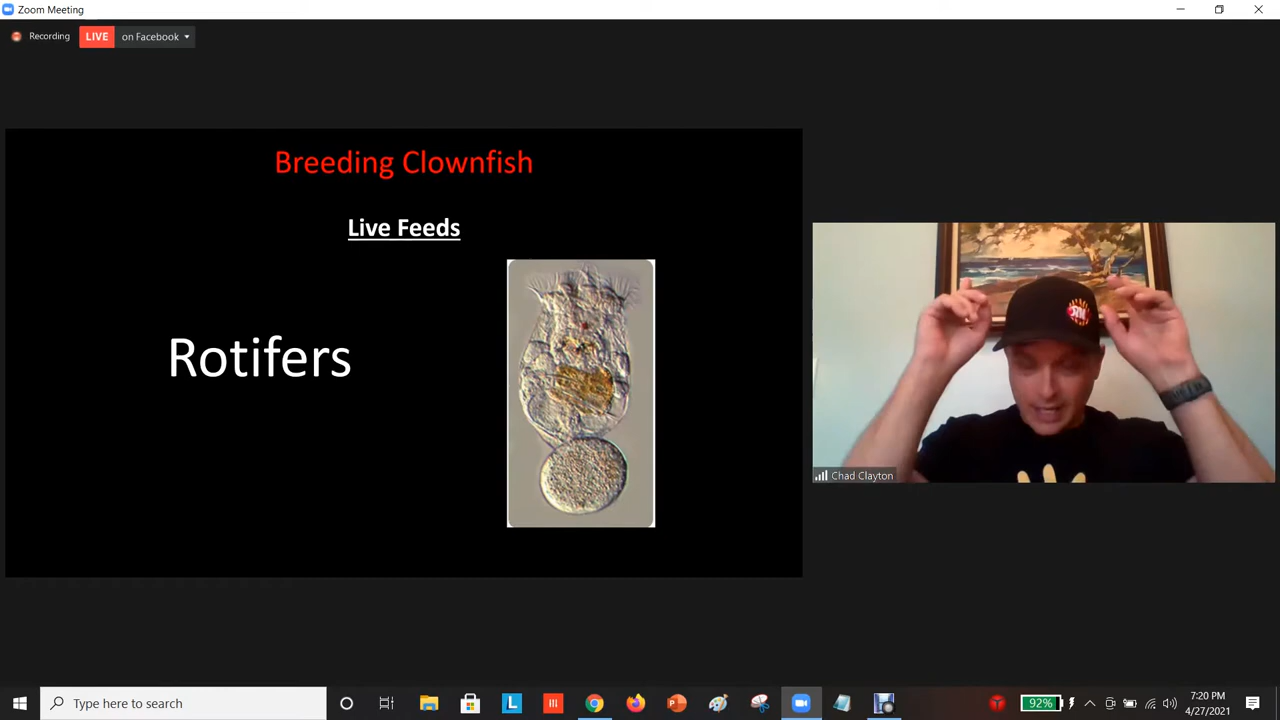 Zoom Meeting
Recording
LIVE
on Facebook
Breeding Clownfish
Live Feeds
Rotifers
Chad Clayton
Type here to search
L
92%
7:20 PM
4/27/2021